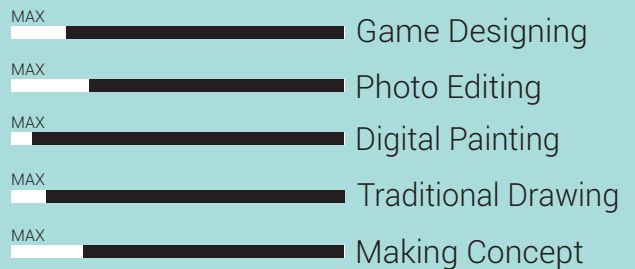 MAX
Game Designing
MAX
Photo Editing
MAX
Digital Painting
MAX
Traditional Drawing
MAX
Making Concept